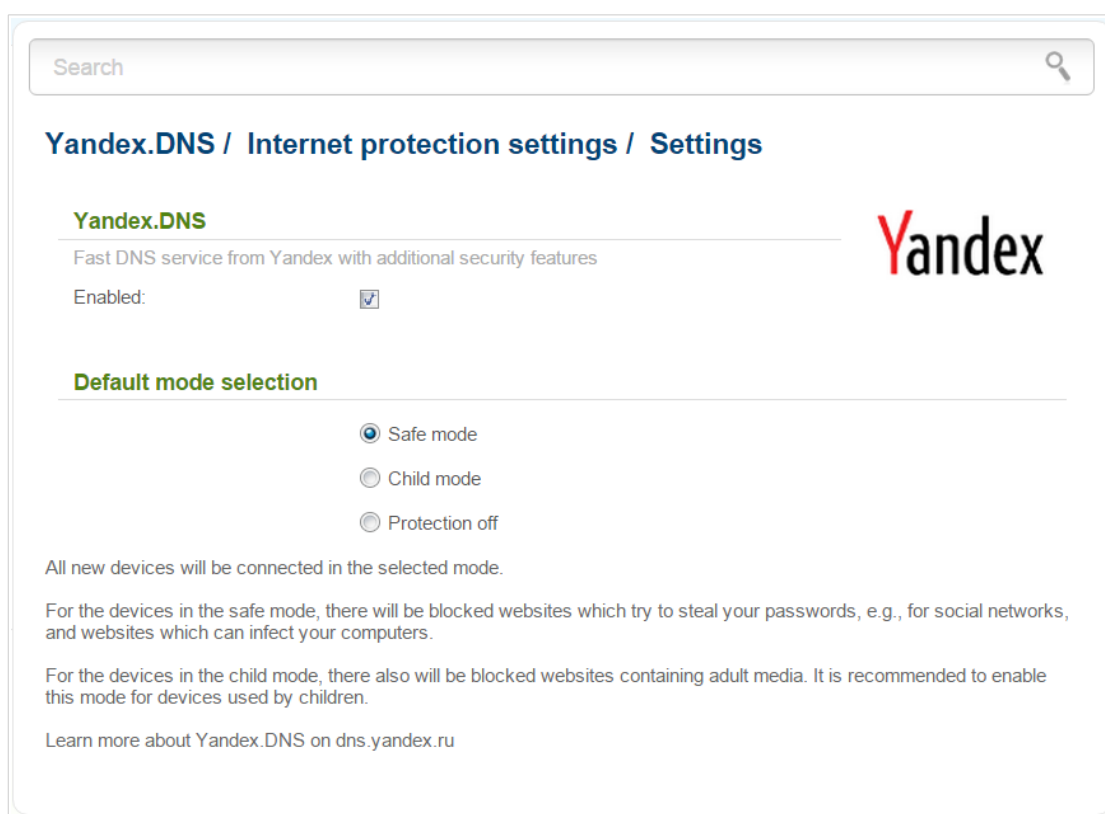 Search
Yandex.DNS / Internet protection settings / Settings
Yandex.DNS
Yandex
Fast DNS service from Yandex with additional security features
Enabled:
Default mode selection
Safe mode
Child mode
Protection off
All new devices will be connected in the selected mode.
For the devices in the safe mode, there will be blocked websites which try to steal your passwords, e.g., for social networks,
and websites which can infect your computers.
For the devices in the child mode, there also will be blocked websites containing adult media. It is recommended to enable
this mode for devices used by children.
Learn more about Yandex.DNS on dns.yandex.ru